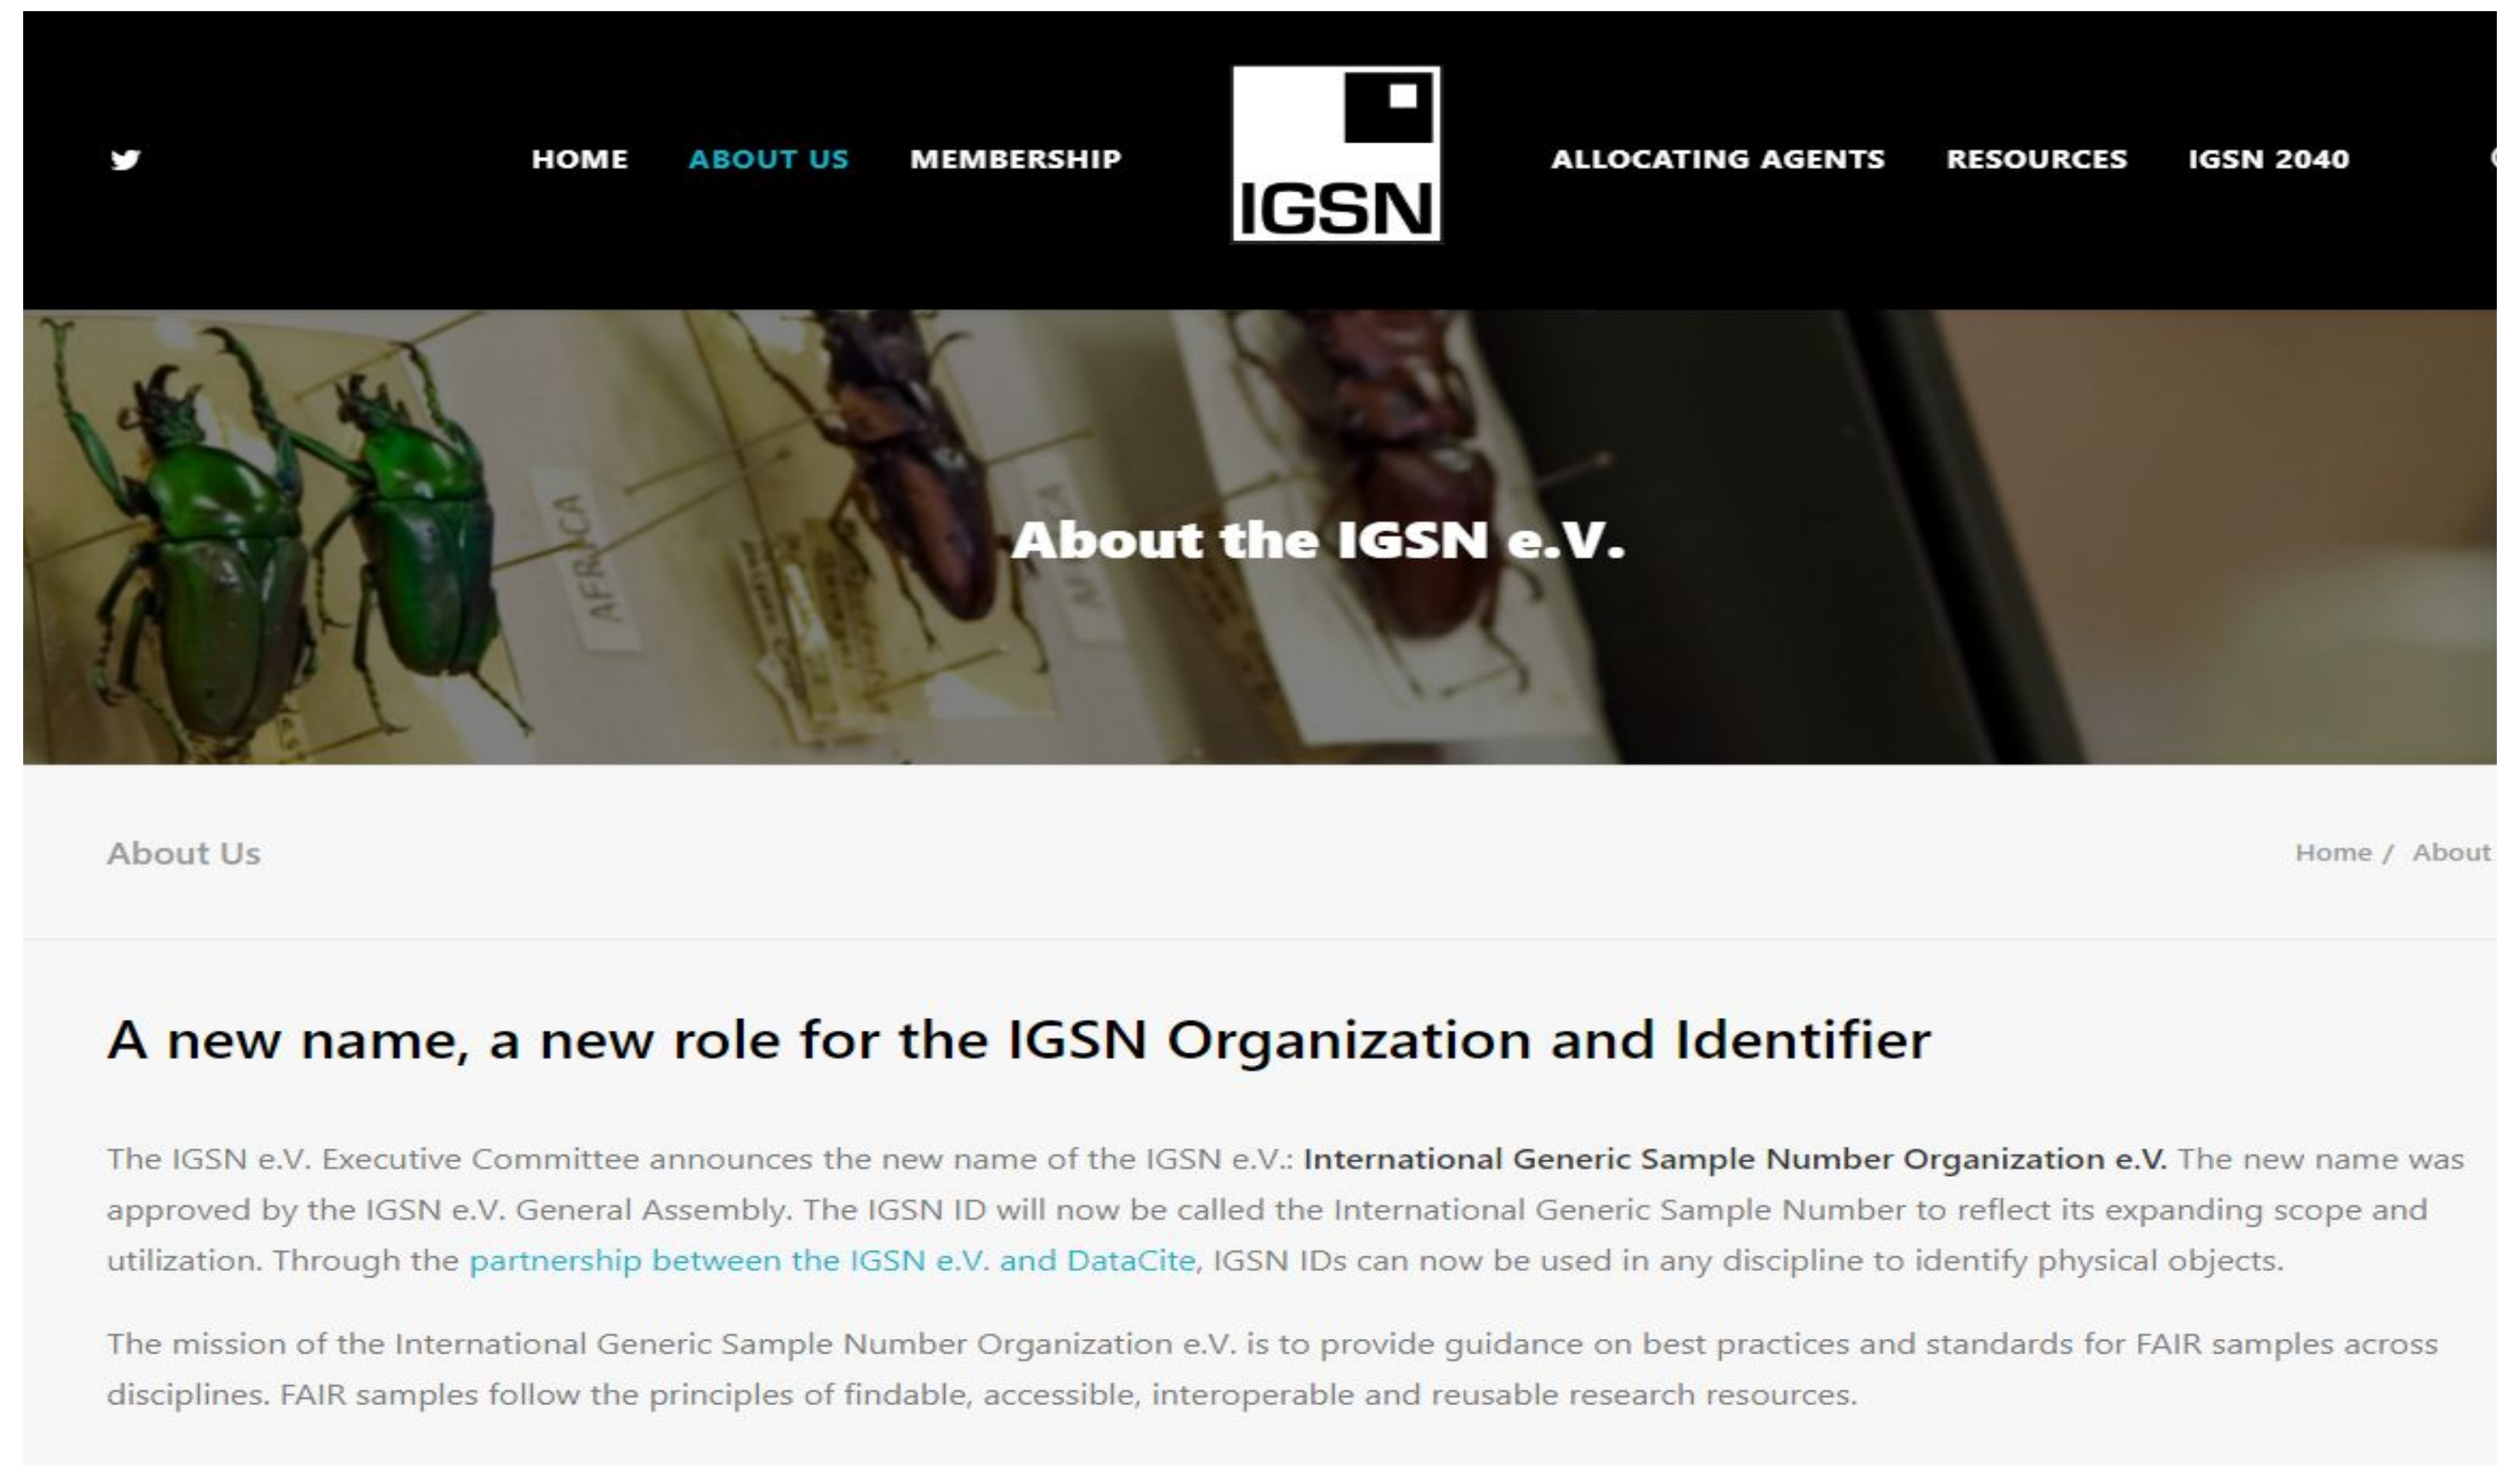 HOME ABOUT US MEMBERSHIP IGSN ALLOCATING AGENTS RESOURCES IGSN 2040
AFRICA
About the IGSN e.V.
About Us
Home / About
A new name, a new role for the IGSN Organization and Identifier
The IGSN e.V. Executive Committee announces the new name of the IGSN e.V.: International Generic Sample Number Organization e.V. The new name was
approved by the IGSN e.V. General Assembly. The IGSN ID will now be called the International Generic Sample Number to reflect its expanding scope and
utilization. Through the partnership between the IGSN e.V. and DataCite, IGSN IDs can now be used in any discipline to identify physical objects.
The mission of the International Generic Sample Number Organization e.V. is to provide guidance on best practices and standards for FAIR samples across
disciplines. FAIR samples follow the principles of findable, accessible, interoperable and reusable research resources.